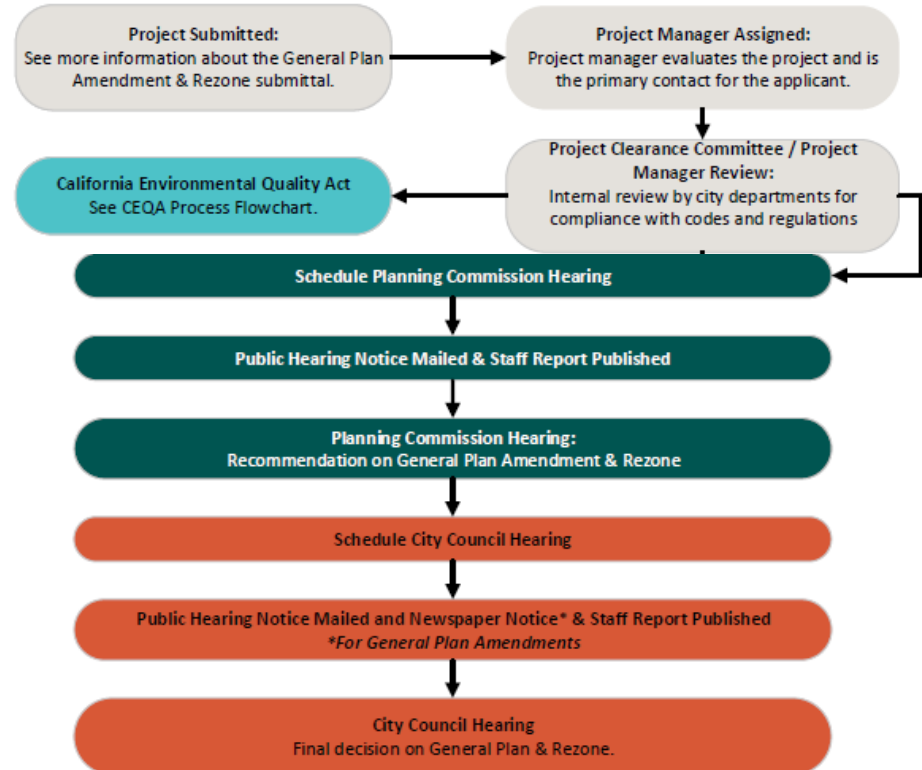 Project Submitted:
See more information about the General Plan
Amendment & Rezone submittal.
Project Manager Assigned:
Project manager evaluates the project and is
the primary contact for the applicant.
Project Clearance Committee / Project
Manager Review:
Internal review by city departments for
compliance with codes and regulations
California Environmental Quality Act
See CEQA Process Flowchart.
Schedule Planning Commission Hearing
Public Hearing Notice Mailed & Staff Report Published
Planning Commission Hearing:
Recommendation on General Plan Amendment & Rezone
Schedule City Council Hearing
Public Hearing Notice Mailed and Newspaper Notice* & Staff Report Published
*For General Plan Amendments
City Council Hearing
Final decision on General Plan & Rezone.